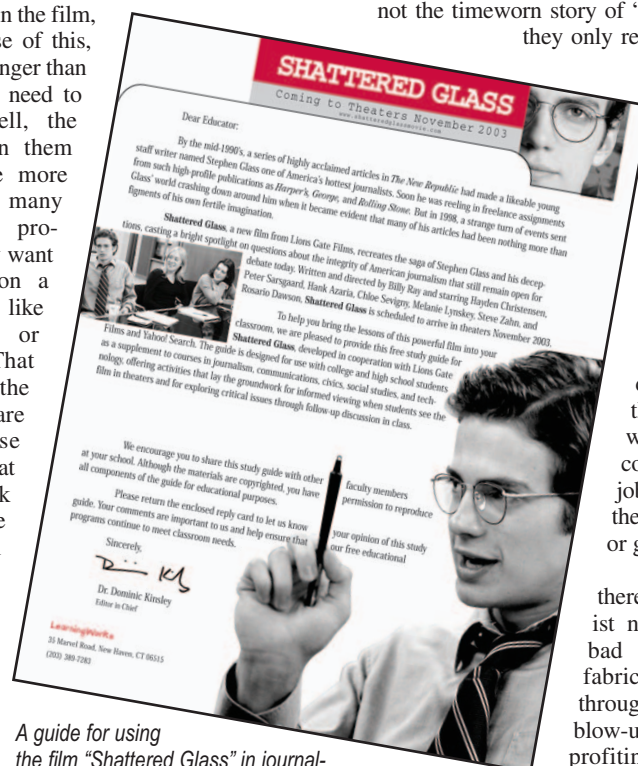 n the film,
se of this,
nger than
need to
ell, the
n them
e more
many
pro-
want
on a
like
or
That
the
are
se
at
k
e
not the timeworn story of “
they only re
SHATTERED GLASS
Coming to Theaters November 2003
www.shatteredglassmovie.com
Dear Educator:
By the mid-1990's, a series of highly acclaimed articles in The New Republic had made a likeable young
staff writer named Stephen Glass one of America's hottest journalists. Soon he was reeling in freelance assignments
from such high-profile publications as Harper's, George, and Rolling Stone. But in 1998, a strange turn of events sent
Glass' world crashing down around him when it became evident that many of his articles had been nothing more than
figments of his own fertile imagination.
Shattered Glass, a new film from Lions Gate Films, recreates the saga of Stephen Glass and his decep-
tions, casting a bright spotlight on questions about the integrity of American journalism that still remain open for
debate today. Written and directed by Billy Ray and starring Hayden Christensen,
Peter Sarsgaard, Hank Azaria, Chloe Sevigny, Melanie Lynskey, Steve Zahn, and
Rosario Dawson, Shattered Glass is scheduled to arrive in theaters November 2003.
To help you bring the lessons of this powerful film into your
classroom, we are pleased to provide this free study guide for
Shattered Glass, developed in cooperation with Lions Gate
Films and Yahoo! Search. The guide is designed for use with college and high school students
as a supplement to courses in journalism, communications, civics, social studies, and tech-
nology, offering activities that lay the groundwork for informed viewing when students see the
film in theaters and for exploring critical issues through follow-up discussion in class.
We encourage you to share this study guide with other faculty members
at your school. Although the materials are copyrighted, you have permission to reproduce
all components of the guide for educational purposes.
Please return the enclosed reply card to let us know your opinion of this study
guide. Your comments are important to us and help ensure that our free educational
programs continue to meet classroom needs.
Sincerely,
Dr. Dominic Kinsley
Editor in Chief
LearningWorks
35 Marvel Road, New Haven, CT 06515
(203) 389-7283
A guide for using
the film “Shattered Glass” in journal-
th
w
co
job
the
or g
there
ist n
bad
fabric
throug
blow-u
profitin